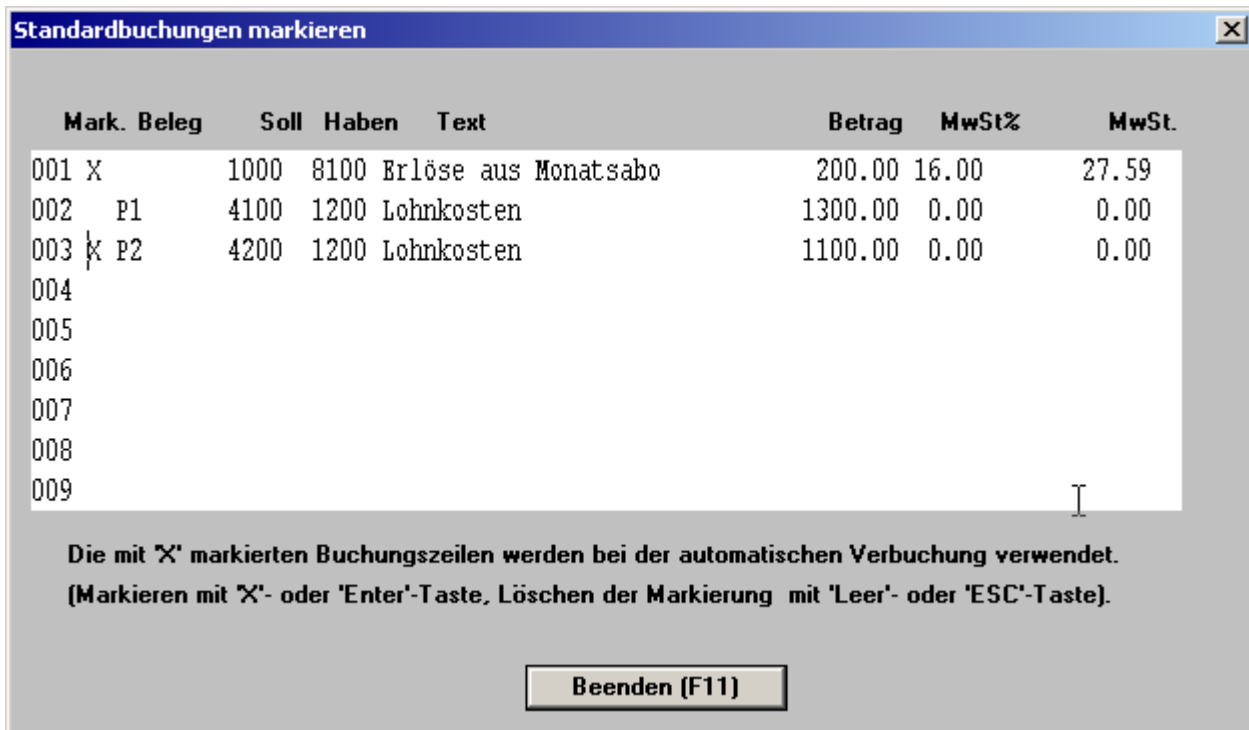 Standardbuchungen markieren
Mark. Beleg Soll Haben Text Betrag MwSt% MwSt.
001 X 1000 8100 Erlöse aus Monatsabo 200.00 16.00 27.59
002 P1 4100 1200 Lohnkosten 1300.00 0.00 0.00
003 X P2 4200 1200 Lohnkosten 1100.00 0.00 0.00
004
005
006
007
008
009
Die mit 'X' markierten Buchungszeilen werden bei der automatischen Verbuchung verwendet.
(Markieren mit 'X'- oder 'Enter'-Taste, Löschen der Markierung mit 'Leer'- oder 'ESC'-Taste).
Beenden (F11)